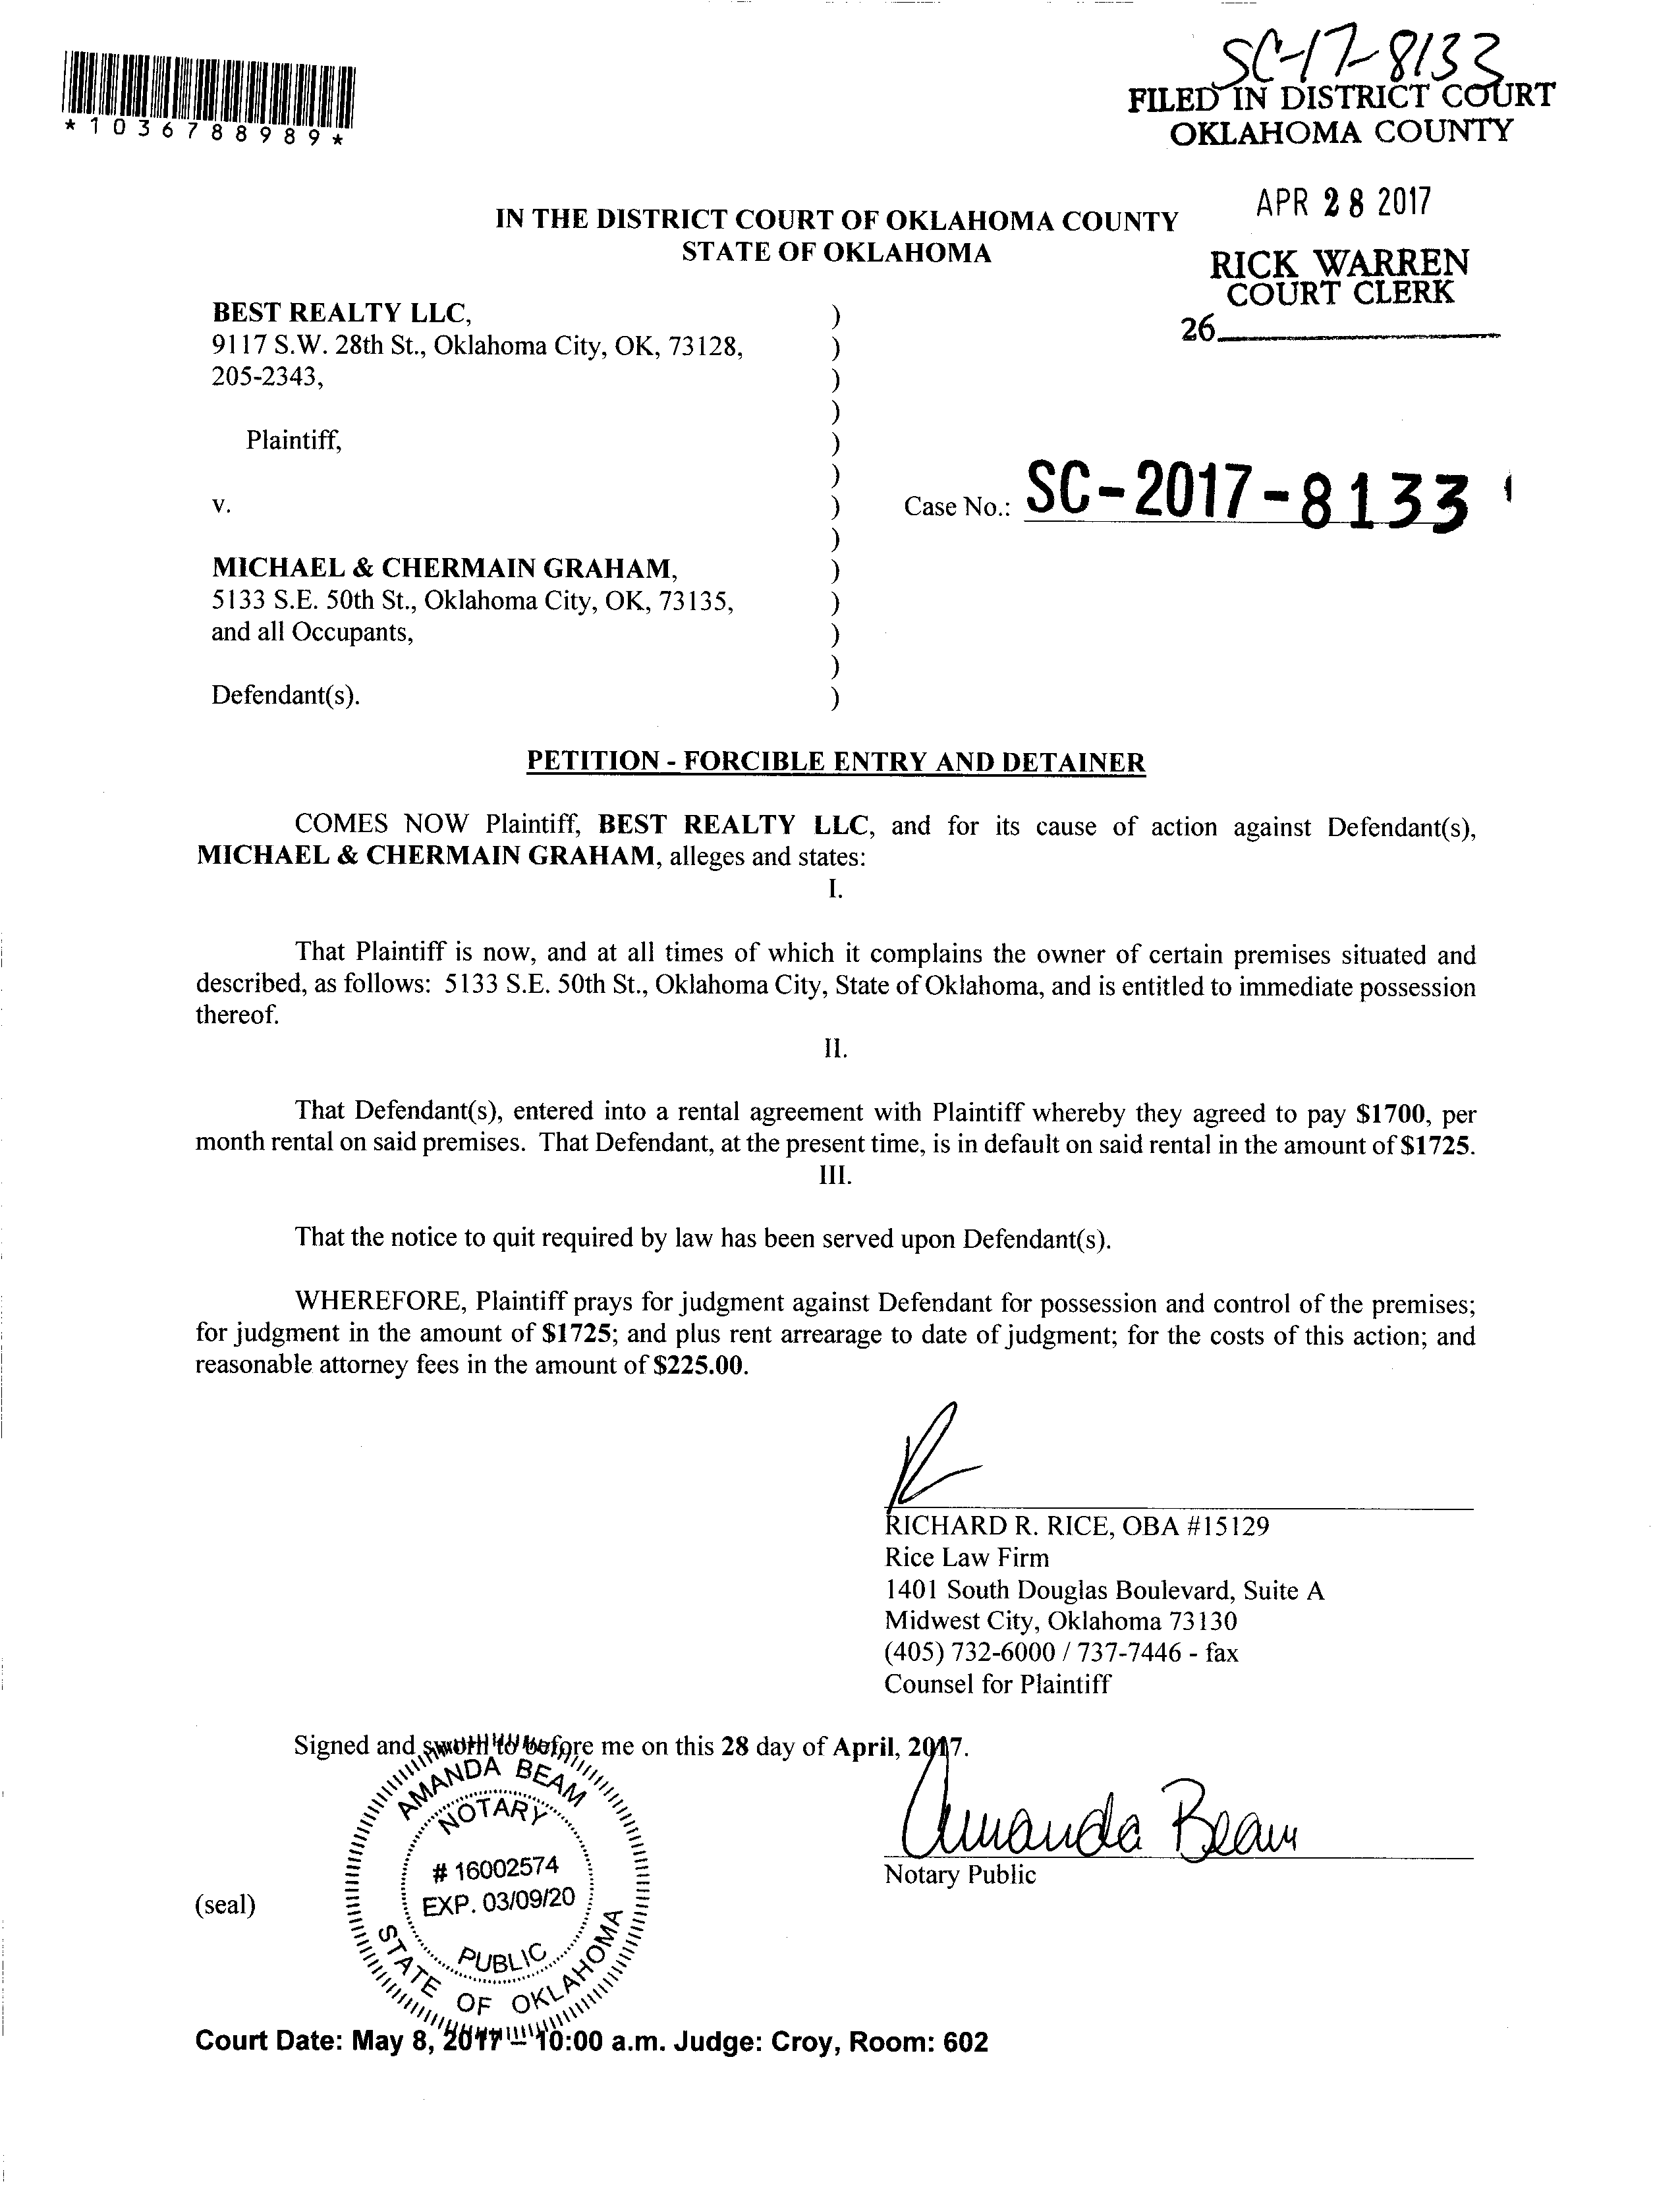 SC-17-8133
FILED IN DISTRICT COURT
OKLAHOMA COUNTY
*1036788989*
APR 28 2017
IN THE DISTRICT COURT OF OKLAHOMA COUNTY
STATE OF OKLAHOMA
RICK WARREN
COURT CLERK
26
BEST REALTY LLC, )
9117 S.W. 28th St., Oklahoma City, OK, 73128, )
205-2343, )
)
Plaintiff, )
)
v. ) Case No.: SC-2017-8133
)
MICHAEL & CHERMAIN GRAHAM, )
5133 S.E. 50th St., Oklahoma City, OK, 73135, )
and all Occupants, )
)
Defendant(s). )
PETITION - FORCIBLE ENTRY AND DETAINER
COMES NOW Plaintiff, BEST REALTY LLC, and for its cause of action against Defendant(s),
MICHAEL & CHERMAIN GRAHAM, alleges and states:
I.
That Plaintiff is now, and at all times of which it complains the owner of certain premises situated and
described, as follows: 5133 S.E. 50th St., Oklahoma City, State of Oklahoma, and is entitled to immediate possession
thereof.
II.
That Defendant(s), entered into a rental agreement with Plaintiff whereby they agreed to pay $1700, per
month rental on said premises. That Defendant, at the present time, is in default on said rental in the amount of $1725.
III.
That the notice to quit required by law has been served upon Defendant(s).
WHEREFORE, Plaintiff prays for judgment against Defendant for possession and control of the premises;
for judgment in the amount of $1725; and plus rent arrearage to date of judgment; for the costs of this action; and
reasonable attorney fees in the amount of $225.00.
RICHARD R. RICE, OBA #15129
Rice Law Firm
1401 South Douglas Boulevard, Suite A
Midwest City, Oklahoma 73130
(405) 732-6000 / 737-7446 - fax
Counsel for Plaintiff
Signed and sworn to before me on this 28 day of April, 2017.
AMANDA BEAM
NOTARY
# 16002574
EXP. 03/09/20
PUBLIC
STATE OF OKLAHOMA
Amanda Beam
Notary Public
(seal)
Court Date: May 8, 2017 – 10:00 a.m. Judge: Croy, Room: 602